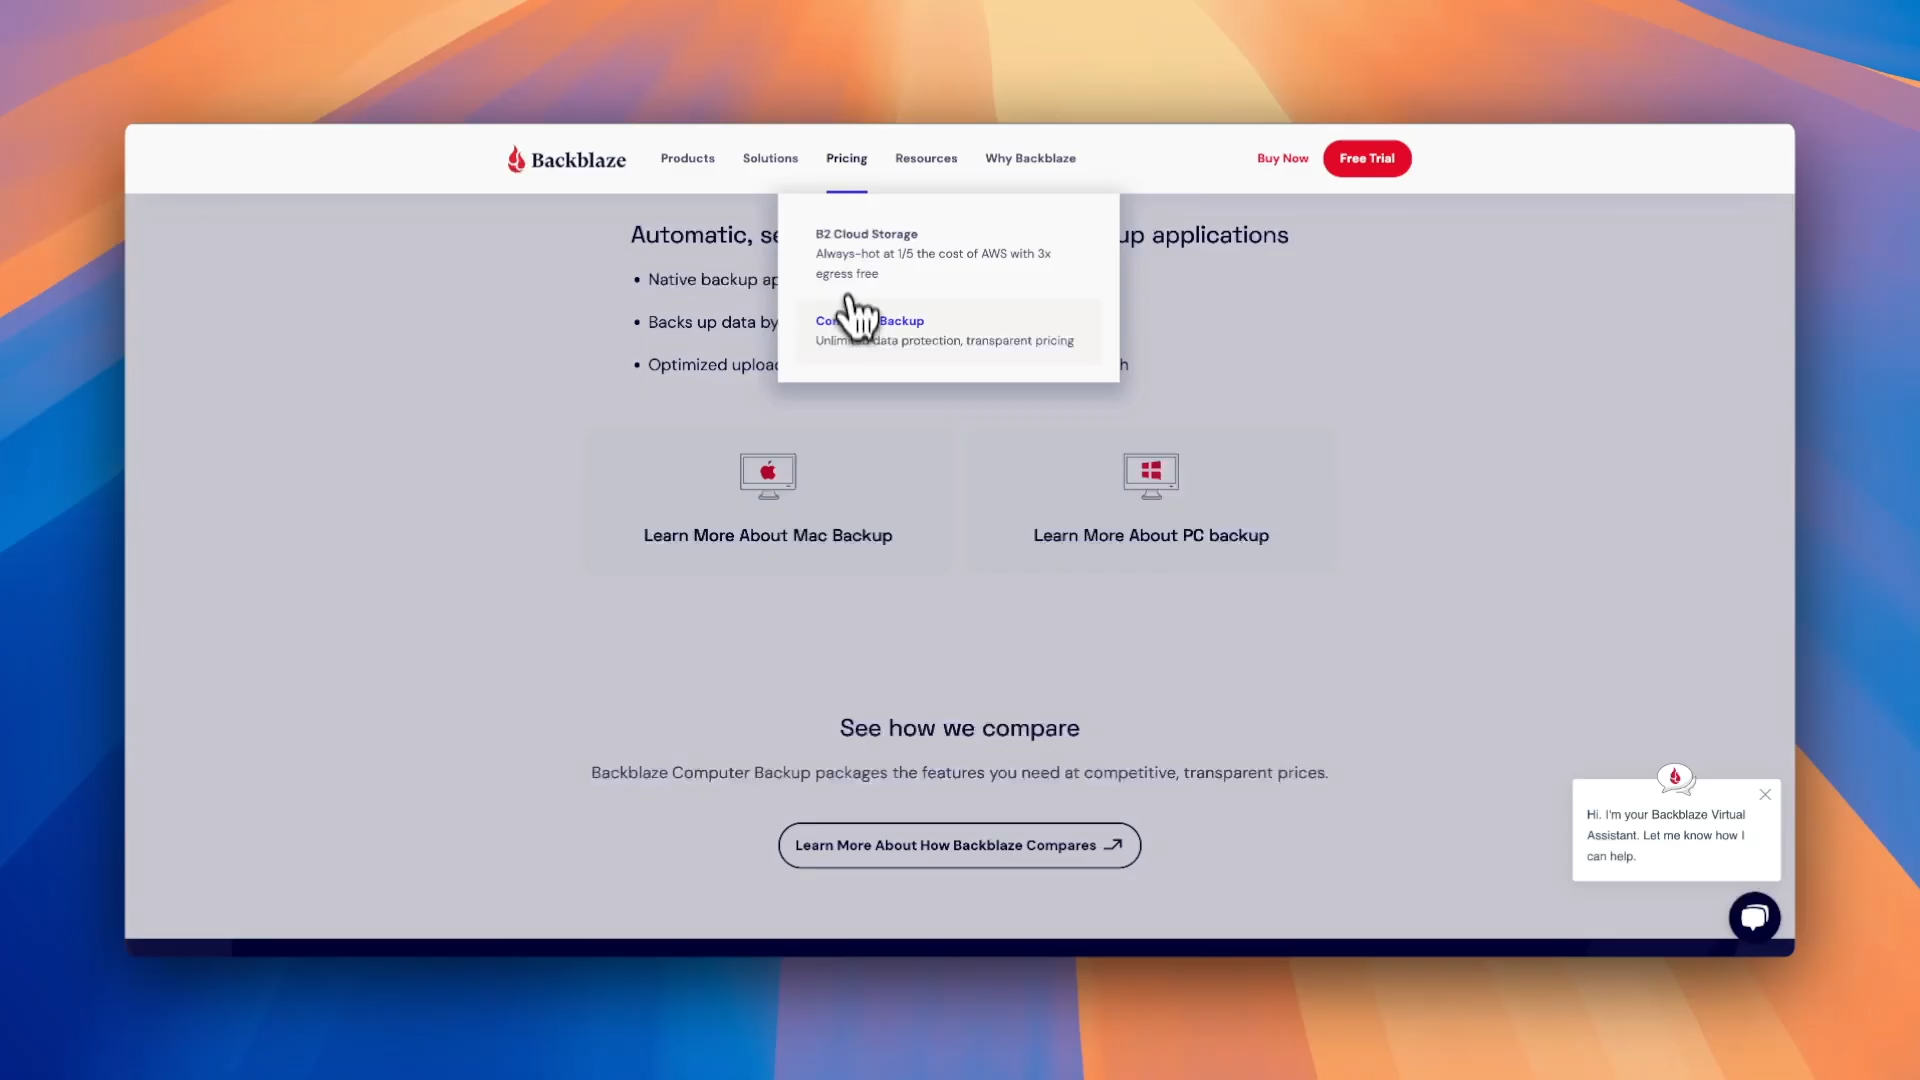 Backblaze
Products
Solutions
Pricing
Resources
Why Backblaze
Buy Now
Free Trial
B2 Cloud Storage
Always-hot at 1/5 the cost of AWS with 3x
egress free
Backup
data protection, transparent pricing
Automatic, up applications
• Native backup
• Backs up data by
• Optimized
Learn More About Mac Backup
Learn More About PC backup
See how we compare
Backblaze Computer Backup packages the features you need at competitive, transparent prices.
Learn More About How Backblaze Compares
Hi. I'm your Backblaze Virtual
Assistant. Let me know how I
can help.